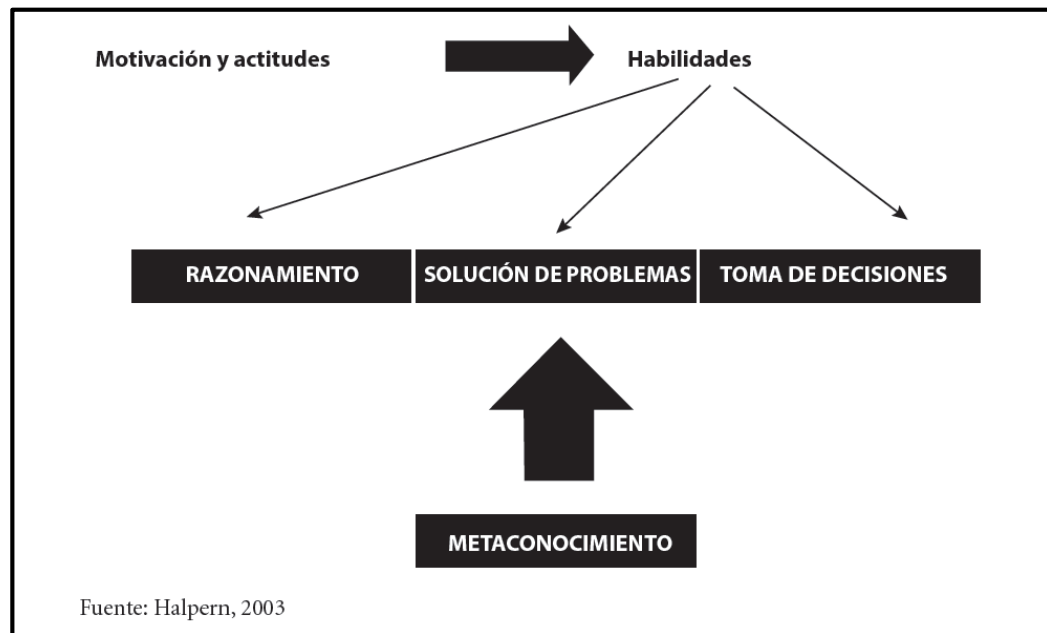 Motivación y actitudes
Habilidades
RAZONAMIENTO
SOLUCIÓN DE PROBLEMAS
TOMA DE DECISIONES
METACONOCIMIENTO
Fuente: Halpern, 2003